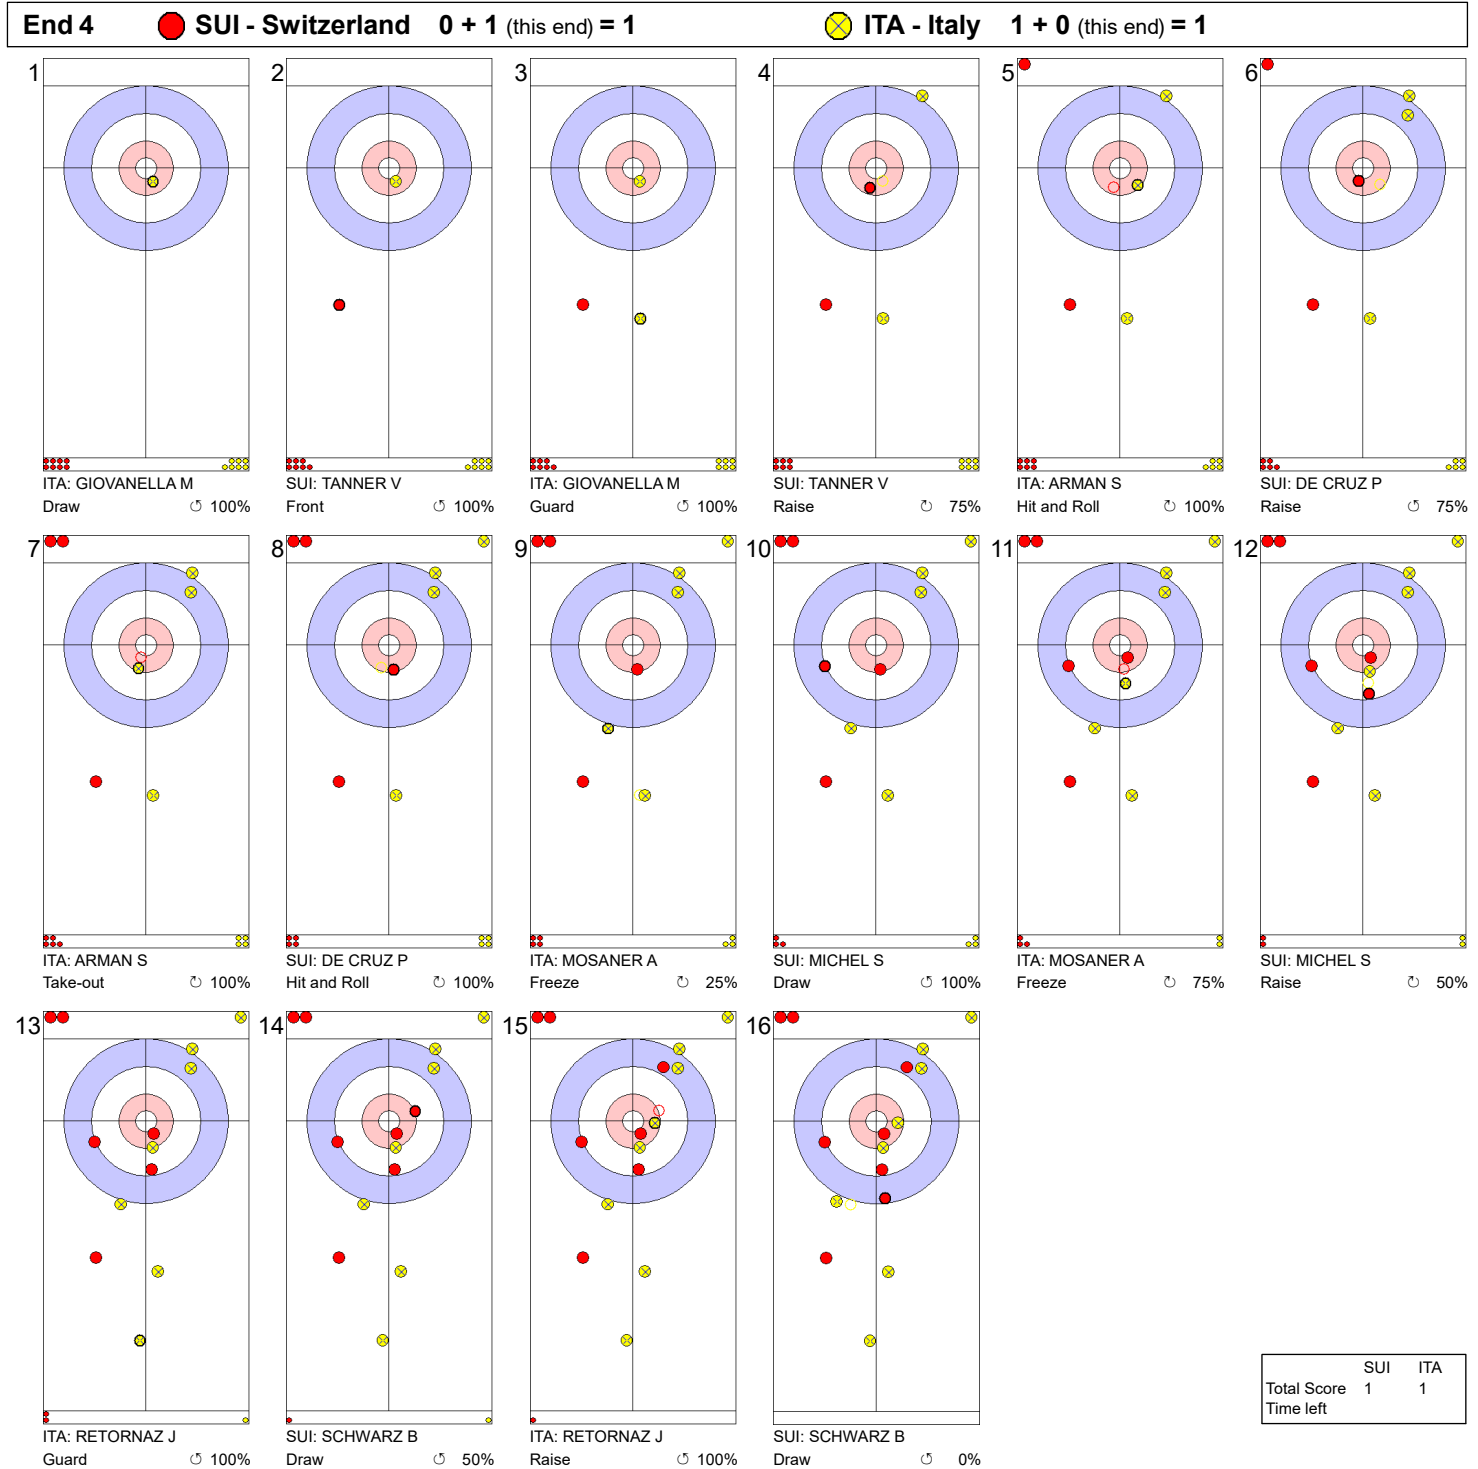 End 4 SUI - Switzerland 0 + 1 (this end) = 1 ITA - Italy 1 + 0 (this end) = 1
1 2 3 4 5 6
ITA: GIOVANELLA M SUI: TANNER V ITA: GIOVANELLA M SUI: TANNER V ITA: ARMAN S SUI: DE CRUZ P
Draw ↺ 100% Front ↺ 100% Guard ↺ 100% Raise ↻ 75% Hit and Roll ↺ 100% Raise ↺ 75%
7 8 9 10 11 12
ITA: ARMAN S SUI: DE CRUZ P ITA: MOSANER A SUI: MICHEL S ITA: MOSANER A SUI: MICHEL S
Take-out ↻ 100% Hit and Roll ↻ 100% Freeze ↻ 25% Draw ↺ 100% Freeze ↻ 75% Raise ↻ 50%
13 14 15 16
ITA: RETORNAZ J SUI: SCHWARZ B ITA: RETORNAZ J SUI: SCHWARZ B
Guard ↺ 100% Draw ↺ 50% Raise ↺ 100% Draw ↺ 0%
SUI ITA
Total Score 1 1
Time left